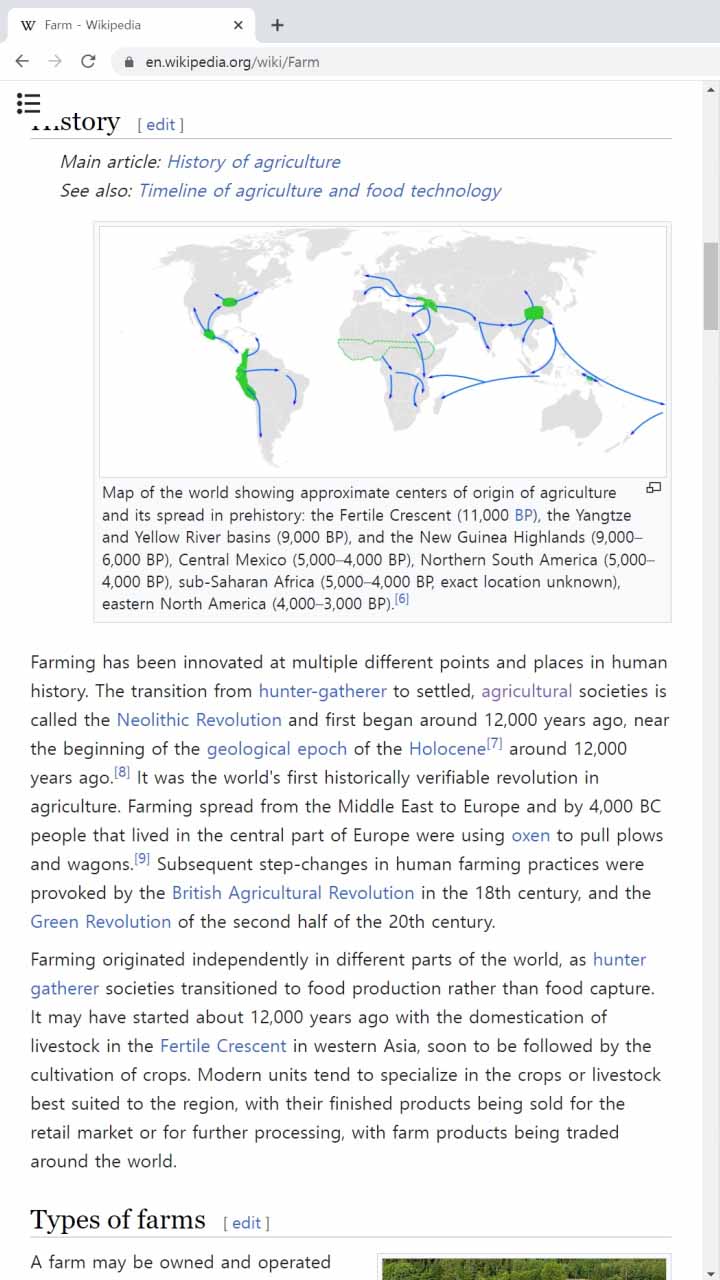 Farm - Wikipedia
en.wikipedia.org/wiki/Farm
[ edit ]
Main article: History of agriculture
See also: Timeline of agriculture and food technology
Map of the world showing approximate centers of origin of agriculture
and its spread in prehistory: the Fertile Crescent (11,000 BP), the Yangtze
and Yellow River basins (9,000 BP), and the New Guinea Highlands (9,000–
6,000 BP), Central Mexico (5,000–4,000 BP), Northern South America (5,000–
4,000 BP), sub-Saharan Africa (5,000–4,000 BP, exact location unknown),
eastern North America (4,000–3,000 BP).[6]
Farming has been innovated at multiple different points and places in human
history. The transition from hunter-gatherer to settled, agricultural societies is
called the Neolithic Revolution and first began around 12,000 years ago, near
the beginning of the geological epoch of the Holocene[7] around 12,000
years ago.[8] It was the world's first historically verifiable revolution in
agriculture. Farming spread from the Middle East to Europe and by 4,000 BC
people that lived in the central part of Europe were using oxen to pull plows
and wagons.[9] Subsequent step-changes in human farming practices were
provoked by the British Agricultural Revolution in the 18th century, and the
Green Revolution of the second half of the 20th century.
Farming originated independently in different parts of the world, as hunter
gatherer societies transitioned to food production rather than food capture.
It may have started about 12,000 years ago with the domestication of
livestock in the Fertile Crescent in western Asia, soon to be followed by the
cultivation of crops. Modern units tend to specialize in the crops or livestock
best suited to the region, with their finished products being sold for the
retail market or for further processing, with farm products being traded
around the world.
Types of farms [ edit ]
A farm may be owned and operated